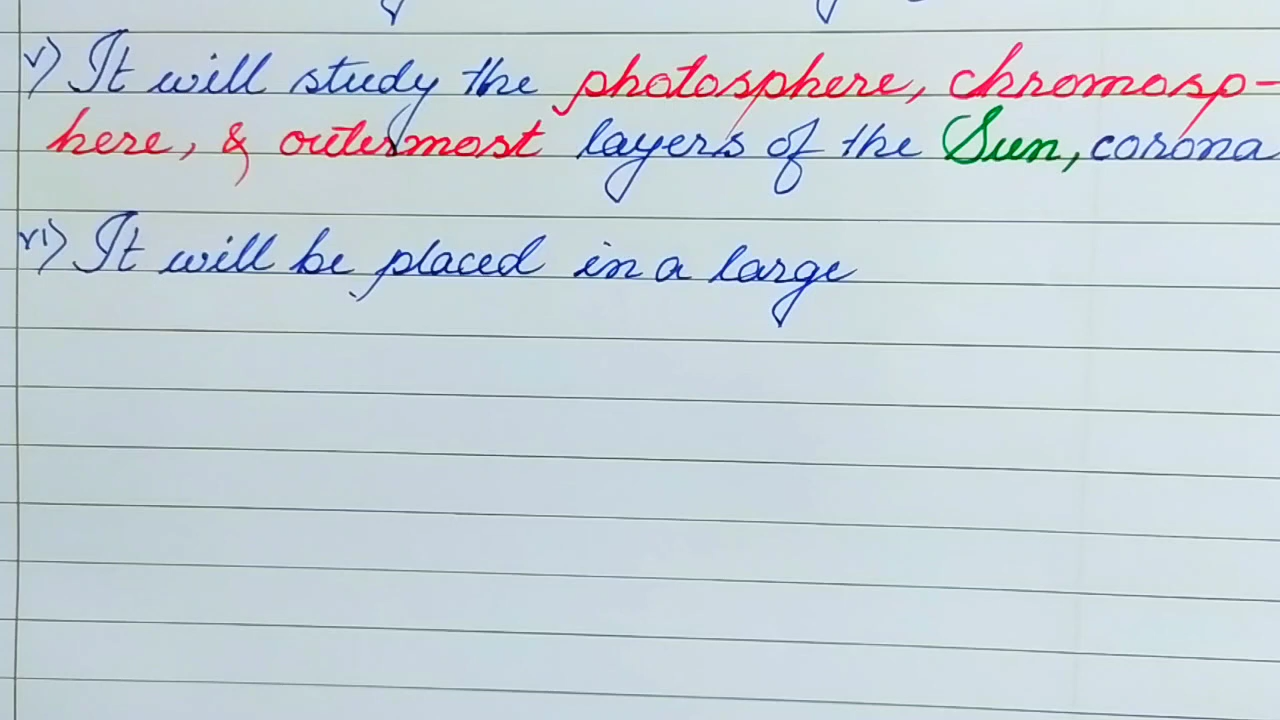 v) It will study the photosphere, chromosp-
here, & outermost layers of the Sun, corona
vi) It will be placed in a large